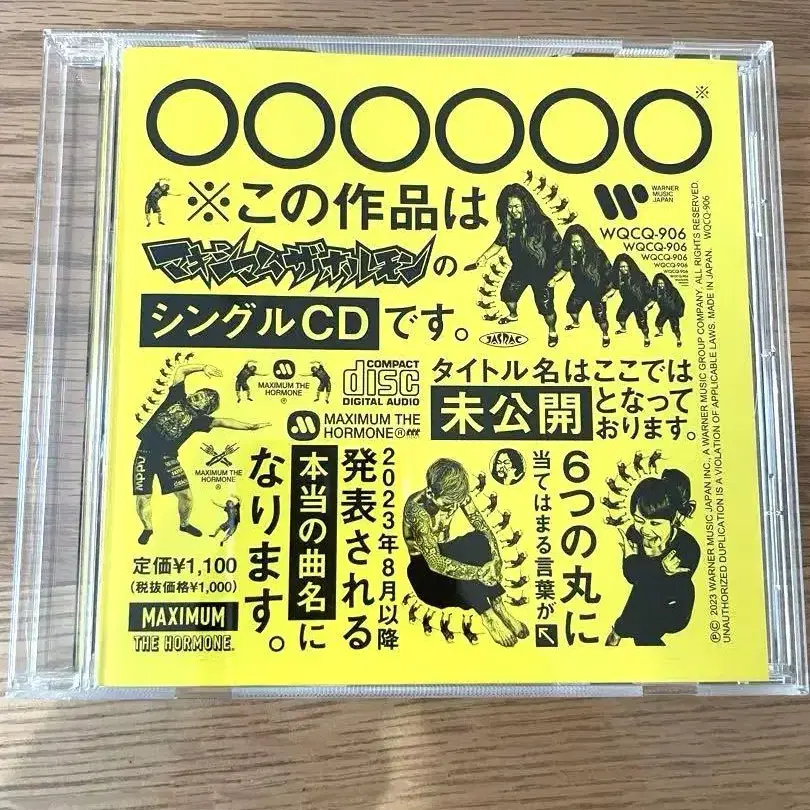 〇〇〇〇〇〇※
※この作品は
マキシマムザホルモンの
シングルCDです。
WARNER
MUSIC
JAPAN
WQCQ-906
WQCQ-906
WQCQ-906
WQCQ-906
WQCQ-906
JASRAC
タイトル名はここでは
未公開となって
おります。
MAXIMUM THE
HORMONE®
COMPACT
disc
DIGITAL AUDIO
MAXIMUM THE
HORMONE®
MAXIMUM THE
HORMONE
®
6つの丸に
当てはまる言葉が
2023年8月以降
発表される
本当の曲名に
なります。
定価¥1,100
(税抜価格¥1,000)
MAXIMUM
THE HORMONE
℗© 2023 WARNER MUSIC JAPAN INC., A WARNER MUSIC GROUP COMPANY. ALL RIGHTS RESERVED.
UNAUTHORIZED DUPLICATION IS A VIOLATION OF APPLICABLE LAWS. MADE IN JAPAN. WQCQ-906